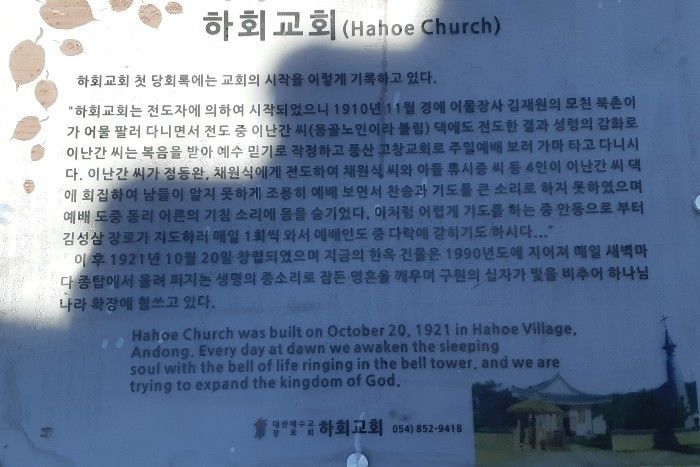 하회교회(Hahoe Church)
하회교회 첫 당회록에는 교회의 시작을 이렇게 기록하고 있다.
"하회교회는 전도자에 의하여 시작되었으니 1910년 11월 경에 어물장사 김재원의 모친 북촌이
가 어물 팔러 다니면서 전도 중 이난간 씨(용골노인이라 불림) 댁에도 전도한 결과 성령의 감화로
이난간 씨는 복음을 받아 예수 믿기로 작정하고 풍산 고창교회로 주일예배 보러 가마 타고 다니시
다. 이난간 씨가 정동완, 채원식에게 전도하여 채원식 씨와 아들 류시중 씨 등 4인이 이난간 씨 댁
에 회집하여 남들이 알지 못하게 조용히 예배 보면서 찬송과 기도를 큰 소리로 하지 못하였으며
예배 도중 동리 어른의 기침 소리에 몸을 숨기었다. 이처럼 어렵게 기도를 하는 중 안동으로 부터
김성삼 장로가 지도하러 매일 1회씩 와서 예배인도 중 다락에 갇히기도 하시다..."
이 후 1921년 10월 20일 창립되었으며 지금의 한옥 건물은 1990년도에 지어져 매일 새벽마
다 종탑에서 울려 퍼지는 생명의 종소리로 잠든 영혼을 깨우며 구원의 십자가 빛을 비추어 하나님
나라 확장에 힘쓰고 있다.
Hahoe Church was built on October 20, 1921 in Hahoe Village,
Andong. Every day at dawn we awaken the sleeping
soul with the bell of life ringing in the bell tower, and we are
trying to expand the kingdom of God.
대한예수교
장로회 하회교회 054) 852-9418